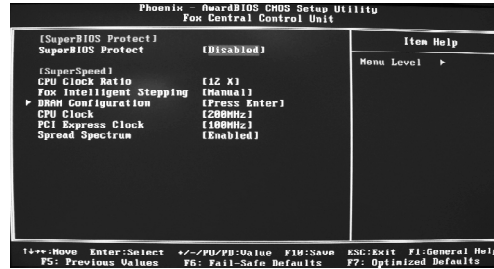 Phoenix - AwardBIOS CMOS Setup Utility
Fox Central Control Unit
[SuperBIOS Protect]
SuperBIOS Protect [Disabled]
[SuperSpeed]
CPU Clock Ratio [12 X]
Fox Intelligent Stepping [Manual]
▶ DRAM Configuration [Press Enter]
CPU Clock [200MHz]
PCI Express Clock [100MHz]
Spread Spectrum [Enabled]
Item Help
Menu Level ▶
↑↓→←:Move Enter:Select +/-/PU/PD:Value F10:Save ESC:Exit F1:General Help
F5: Previous Values F6: Fail-Safe Defaults F7: Optimized Defaults